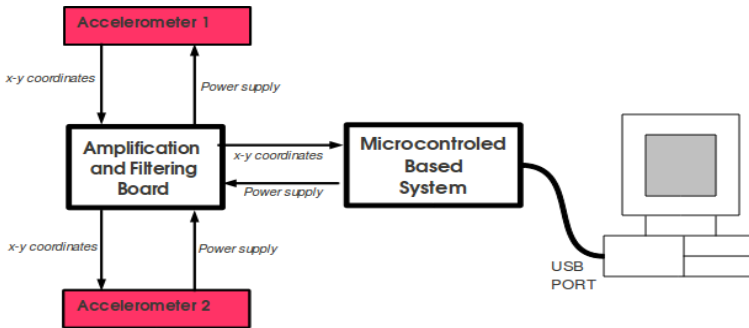 Accelerometer 1
x-y coordinates
Power supply
Amplification
and Filtering
Board
x-y coordinates
Power supply
Microcontroled
Based
System
x-y coordinates
Power supply
USB
PORT
Accelerometer 2